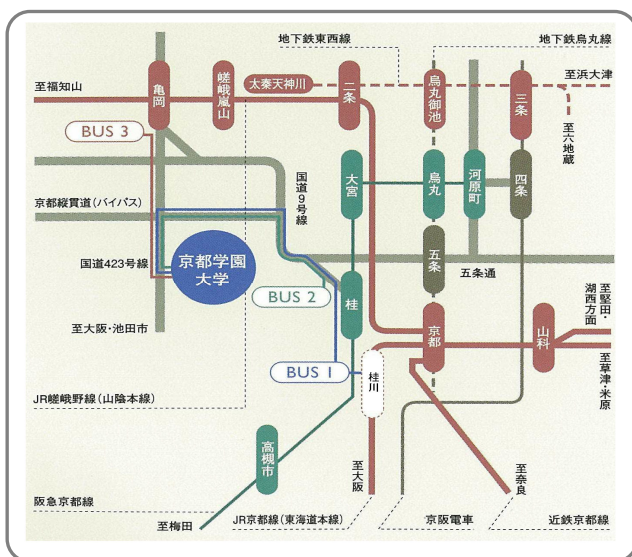 地下鉄東西線
地下鉄烏丸線
至福知山
亀岡
嵯峨嵐山
太秦天神川
二条
烏丸御池
三条
至浜大津
至六地蔵
BUS 3
国道9号線
大宮
烏丸
河原町
四条
京都縦貫道(バイパス)
国道423号線
京都学園
大学
五条
五条通
BUS 2
桂
至大阪・池田市
京都
山科
至堅田・
湖西方面
至草津・米原
BUS 1
桂川
JR嵯峨野線(山陰本線)
高槻市
至大阪
至奈良
阪急京都線
至梅田
JR京都線(東海道本線)
京阪電車
近鉄京都線